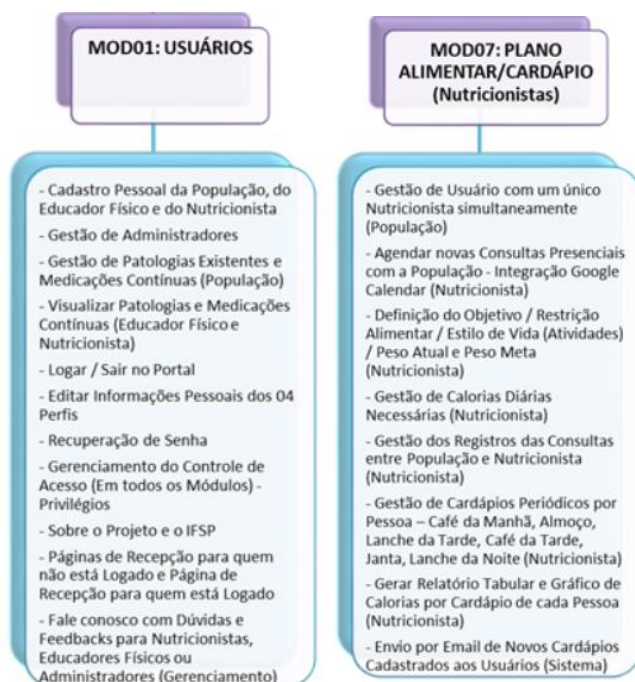 MOD01: USUÁRIOS
- Cadastro Pessoal da População, do
Educador Físico e do Nutricionista
- Gestão de Administradores
- Gestão de Patologias Existentes e
Medicações Contínuas (População)
- Visualizar Patologias e Medicações
Contínuas (Educador Físico e
Nutricionista)
- Logar / Sair no Portal
- Editar Informações Pessoais dos 04
Perfis
- Recuperação de Senha
- Gerenciamento do Controle de
Acesso (Em todos os Módulos) -
Privilégios
- Sobre o Projeto e o IFSP
- Páginas de Recepção para quem
não está Logado e Página de
Recepção para quem está Logado
- Fale conosco com Dúvidas e
Feedbacks para Nutricionistas,
Educadores Físicos ou
Administradores (Gerenciamento)
MOD07: PLANO
ALIMENTAR/CARDÁPIO
(Nutricionistas)
- Gestão de Usuário com um único
Nutricionista simultaneamente
(População)
- Agendar novas Consultas Presenciais
com a População - Integração Google
Calendar (Nutricionista)
- Definição do Objetivo / Restrição
Alimentar / Estilo de Vida (Atividades)
/ Peso Atual e Peso Meta
(Nutricionista)
- Gestão de Calorias Diárias
Necessárias (Nutricionista)
- Gestão dos Registros das Consultas
entre População e Nutricionista
(Nutricionista)
- Gestão de Cardápios Periódicos por
Pessoa – Café da Manhã, Almoço,
Lanche da Tarde, Café da Tarde,
Janta, Lanche da Noite (Nutricionista)
- Gerar Relatório Tabular e Gráfico de
Calorias por Cardápio de cada Pessoa
(Nutricionista)
- Envio por Email de Novos Cardápios
Cadastrados aos Usuários (Sistema)